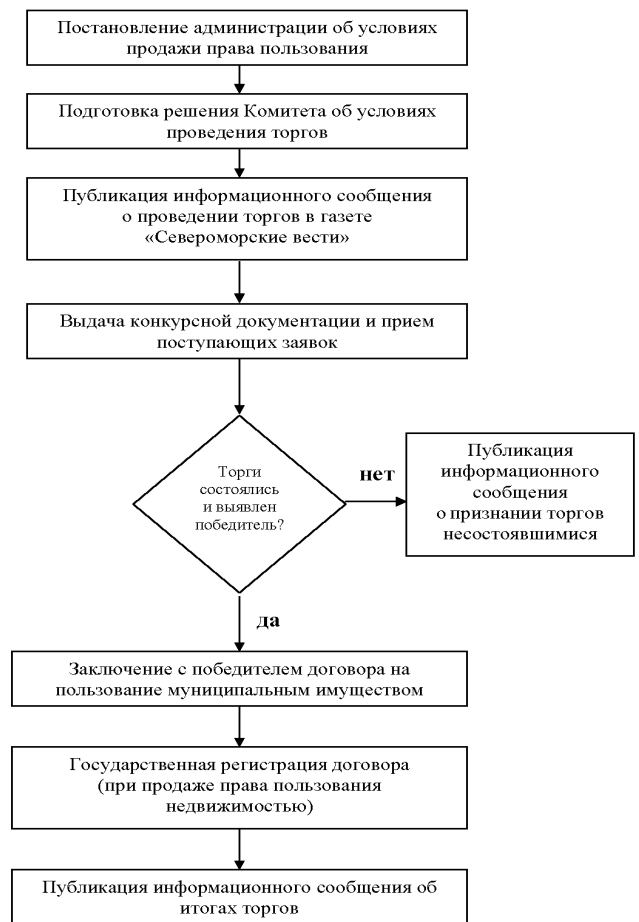 Постановление администрации об условиях
продажи права пользования
Подготовка решения Комитета об условиях
проведения торгов
Публикация информационного сообщения
о проведении торгов в газете
«Североморские вести»
Выдача конкурсной документации и прием
поступающих заявок
Торги
состоялись
и выявлен
победитель?
нет
Публикация
информационного
сообщения
о признании торгов
несостоявшимися
да
Заключение с победителем договора на
пользование муниципальным имуществом
Государственная регистрация договора
(при продаже права пользования
недвижимостью)
Публикация информационного сообщения об
итогах торгов